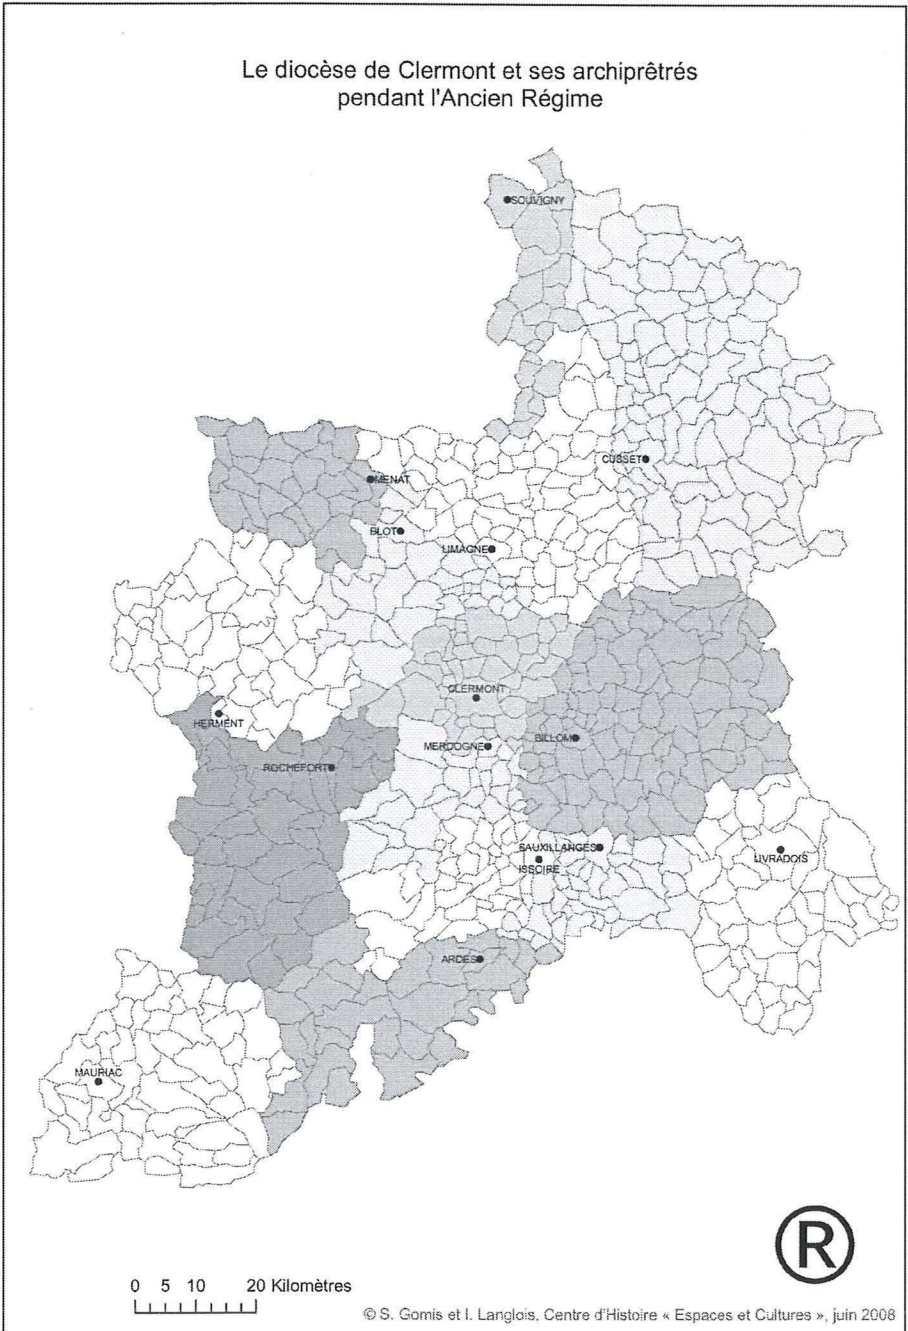 Le diocèse de Clermont et ses archiprêtrés
pendant l'Ancien Régime
SOUVIGNY
CUSSET
MENAT
BLOT
LIMAGNE
CLERMONT
HERMENT
MERDOGNE
BILLOM
ROCHEFORT
SAUXILLANGES
ISSOIRE
LIVRADOIS
ARDES
MAURIAC
®
0 5 10 20 Kilomètres
© S. Gomis et I. Langlois, Centre d'Histoire « Espaces et Cultures », juin 2008